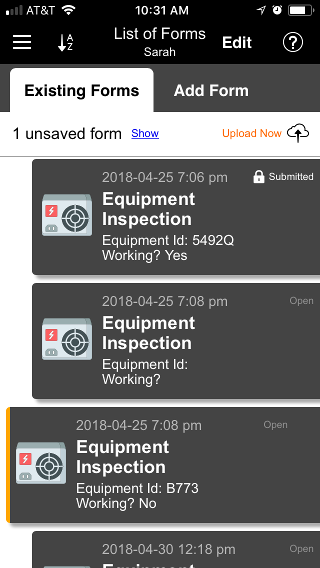 AT&T 10:31 AM
A
Z
List of Forms
Sarah
Edit
?
Existing Forms Add Form
1 unsaved form Show Upload Now
2018-04-25 7:06 pm Submitted
Equipment
Inspection
Equipment Id: 5492Q
Working? Yes
2018-04-25 7:08 pm Open
Equipment
Inspection
Equipment Id:
Working?
2018-04-25 7:08 pm Open
Equipment
Inspection
Equipment Id: B773
Working? No
2018-04-30 12:18 pm Open
Equipment